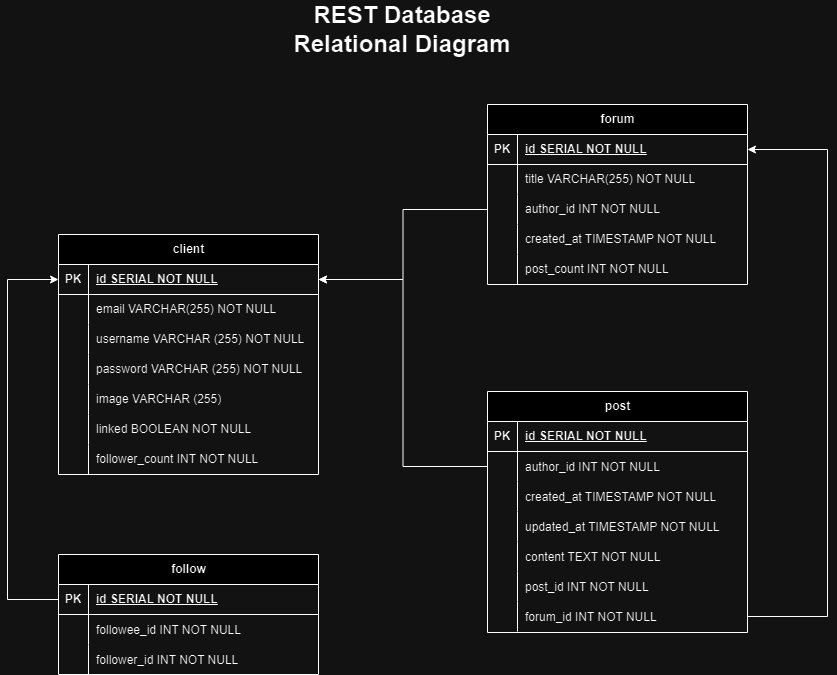 REST Database
Relational Diagram
forum
PK id SERIAL NOT NULL
title VARCHAR(255) NOT NULL
author_id INT NOT NULL
created_at TIMESTAMP NOT NULL
post_count INT NOT NULL
client
PK id SERIAL NOT NULL
email VARCHAR(255) NOT NULL
username VARCHAR (255) NOT NULL
password VARCHAR (255) NOT NULL
image VARCHAR (255)
linked BOOLEAN NOT NULL
follower_count INT NOT NULL
post
PK id SERIAL NOT NULL
author_id INT NOT NULL
created_at TIMESTAMP NOT NULL
updated_at TIMESTAMP NOT NULL
content TEXT NOT NULL
post_id INT NOT NULL
forum_id INT NOT NULL
follow
PK id SERIAL NOT NULL
followee_id INT NOT NULL
follower_id INT NOT NULL